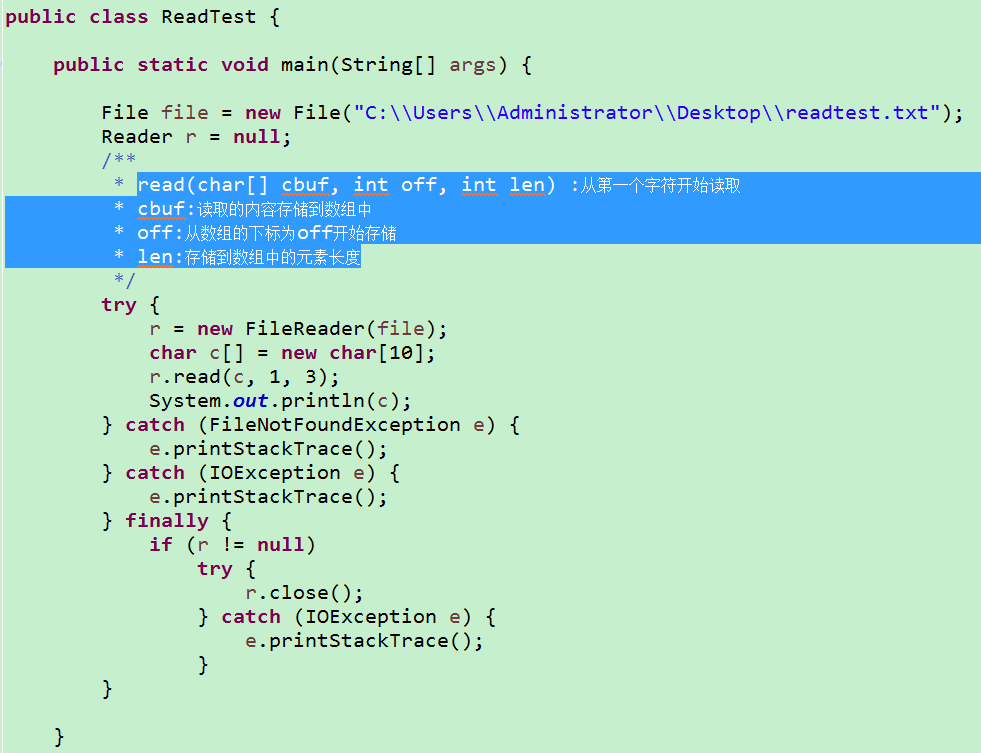 public class ReadTest {
public static void main(String[] args) {
File file = new File("C:\\Users\\Administrator\\Desktop\\readtest.txt");
Reader r = null;
/**
* read(char[] cbuf, int off, int len) :从第一个字符开始读取
* cbuf:读取的内容存储到数组中
* off:从数组的下标为off开始存储
* len:存储到数组中的元素长度
*/
try {
r = new FileReader(file);
char c[] = new char[10];
r.read(c, 1, 3);
System.out.println(c);
} catch (FileNotFoundException e) {
e.printStackTrace();
} catch (IOException e) {
e.printStackTrace();
} finally {
if (r != null)
try {
r.close();
} catch (IOException e) {
e.printStackTrace();
}
}
}